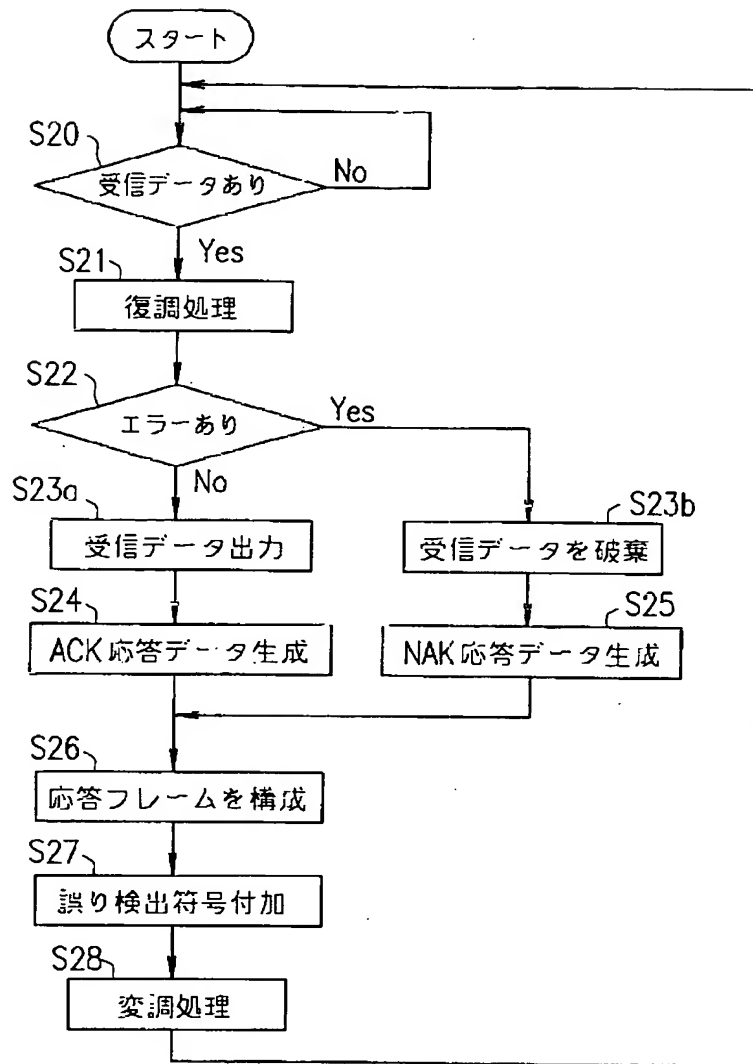 スタート
S20
受信データあり
No
Yes
S21
復調処理
S22
エラーあり
Yes
No
S23a
受信データ出力
S23b
受信データを破棄
S24
ACK応答データ生成
S25
NAK応答データ生成
S26
応答フレームを構成
S27
誤り検出符号付加
S28
変調処理